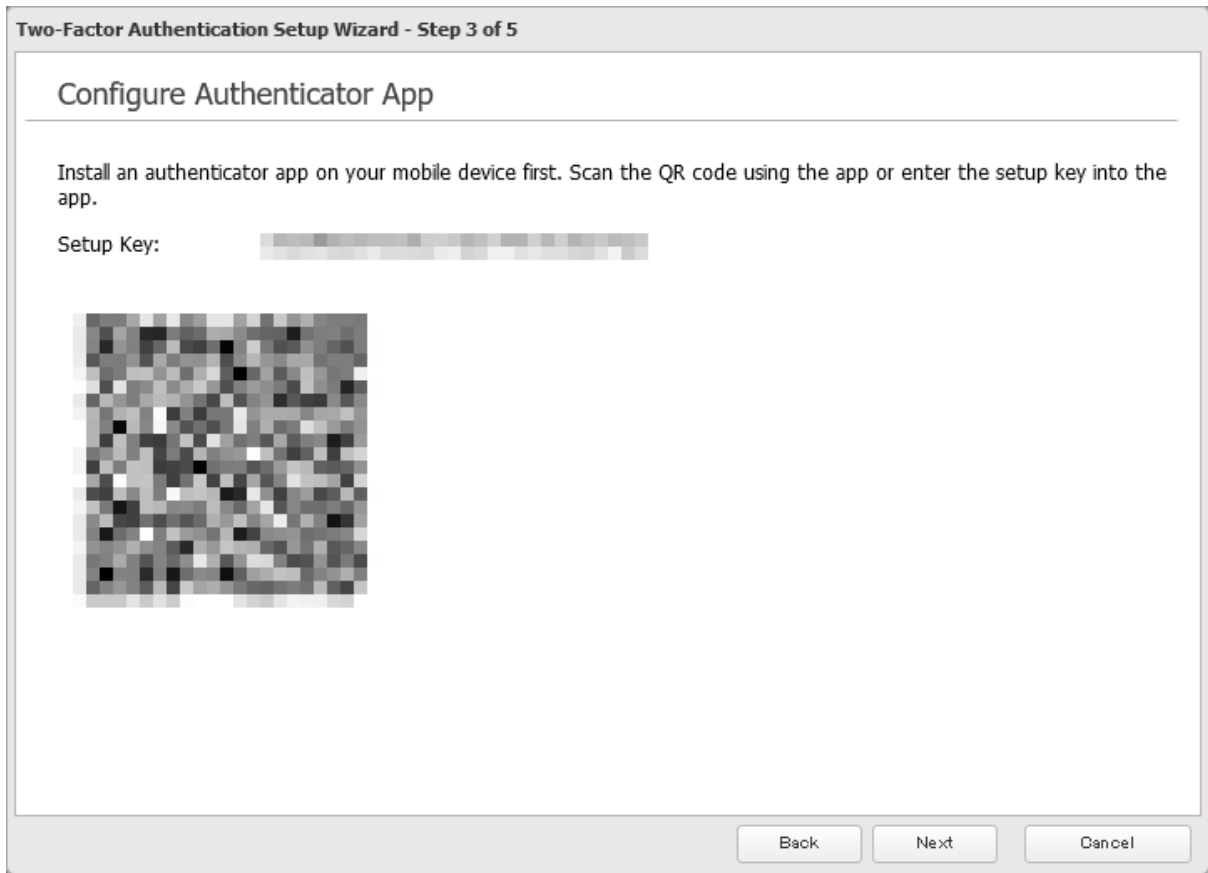 Two-Factor Authentication Setup Wizard - Step 3 of 5
Configure Authenticator App
Install an authenticator app on your mobile device first. Scan the QR code using the app or enter the setup key into the
app.
Setup Key:
Back Next Cancel